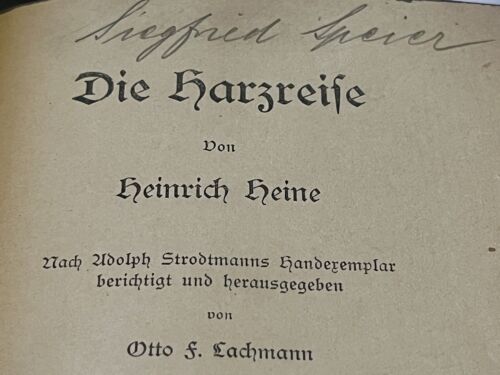 Siegfried Speier
Die Harzreise
Von
Heinrich Heine
Nach Adolph Strodtmanns Handexemplar
berichtigt und herausgegeben
von
Otto F. Lachmann